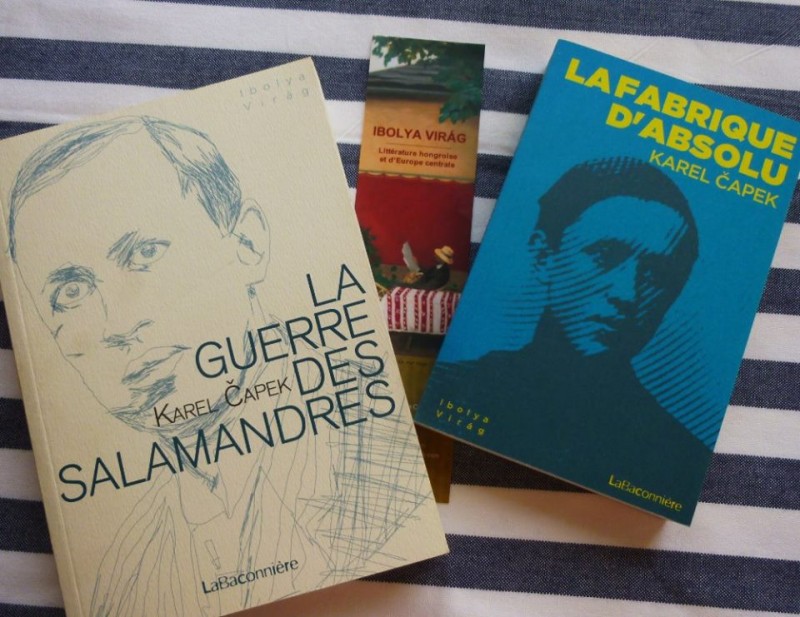 Ibolya
Virág
LA
GUERRE
DES
KAREL ČAPEK
SALAMANDRES
LaBaconnière
IBOLYA VIRÁG
Littérature hongroise
et d'Europe centrale
LA FABRIQUE
D'ABSOLU
KAREL ČAPEK
Ibolya
Virág
LaBaconnière